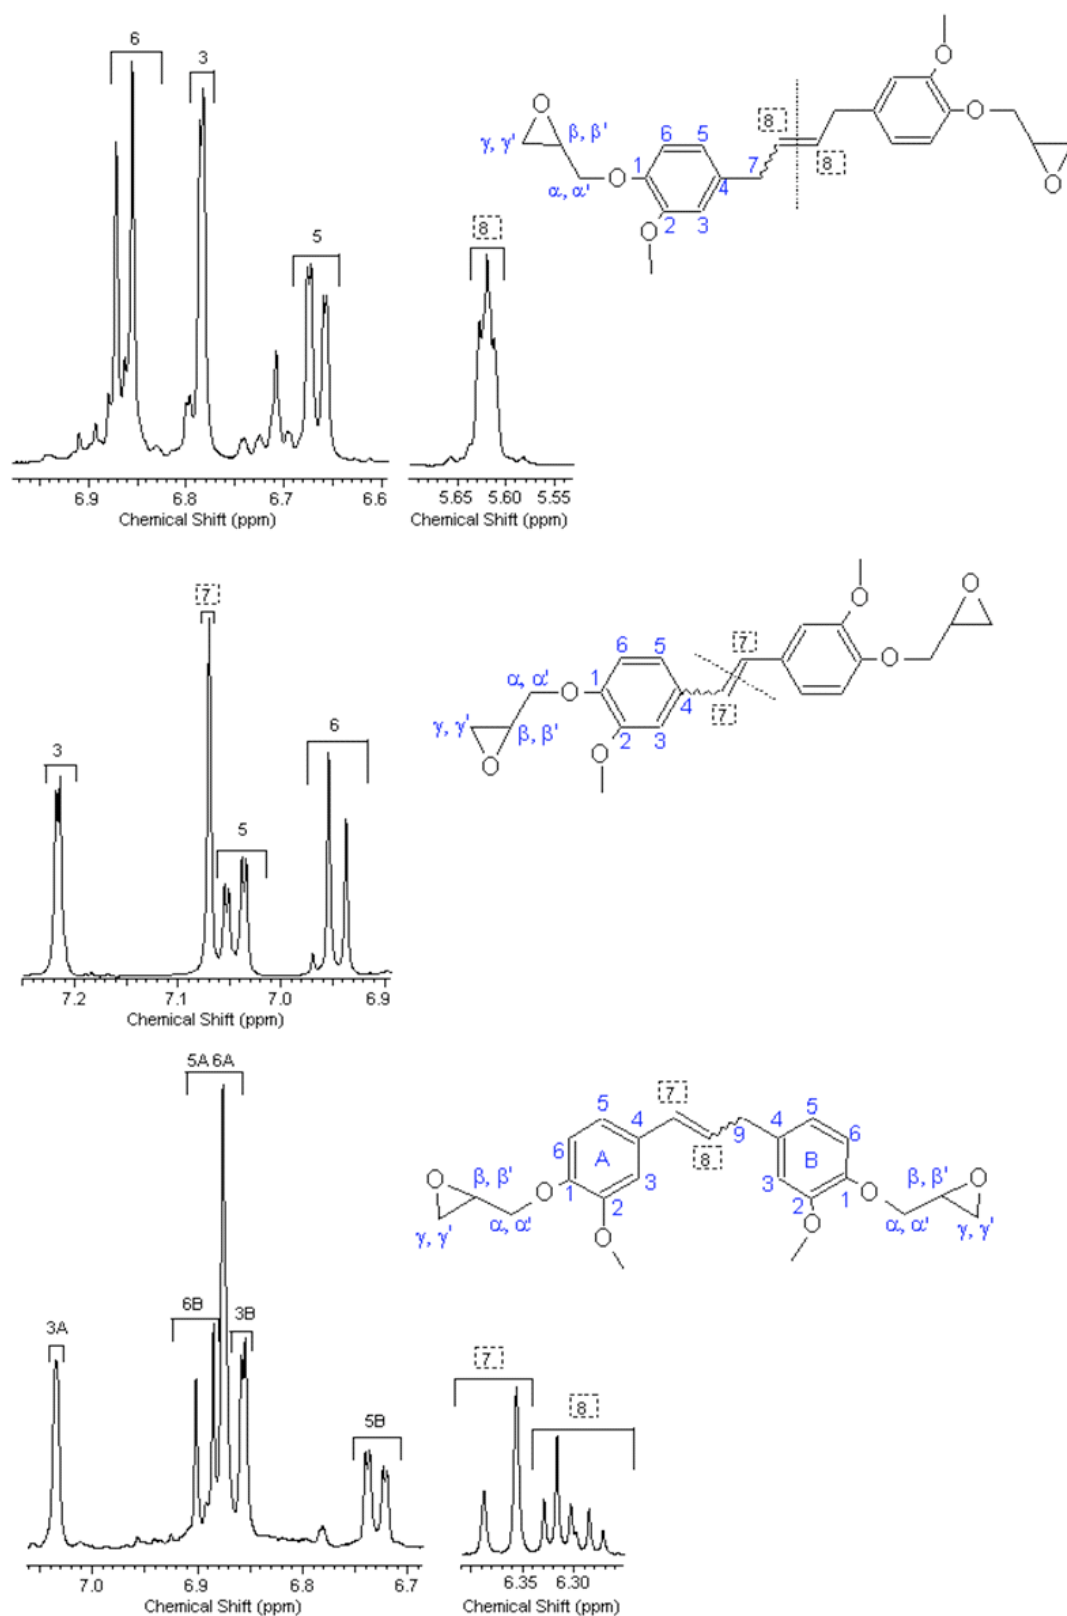 6
3
5
8
6.9 6.8 6.7 6.6
Chemical Shift (ppm)
5.65 5.60 5.55
Chemical Shift (ppm)
O
O
O
O
O
O
γ, γ'
β, β'
α, α'
1
2
3
4
5
6
7
8
8
3
7
5
6
7.2 7.1 7.0 6.9
Chemical Shift (ppm)
O
O
O
O
O
O
γ, γ'
β, β'
α, α'
1
2
3
4
5
6
7
7
5A 6A
3A
6B
3B
5B
7
8
7.0 6.9 6.8 6.7
Chemical Shift (ppm)
6.35 6.30
Chemical Shift (ppm)
O
O
O
O
O
O
γ, γ'
β, β'
α, α'
1
2
3
4
5
6
A
7
8
9
4
5
6
1
2
3
B
α, α'
β, β'
γ, γ'